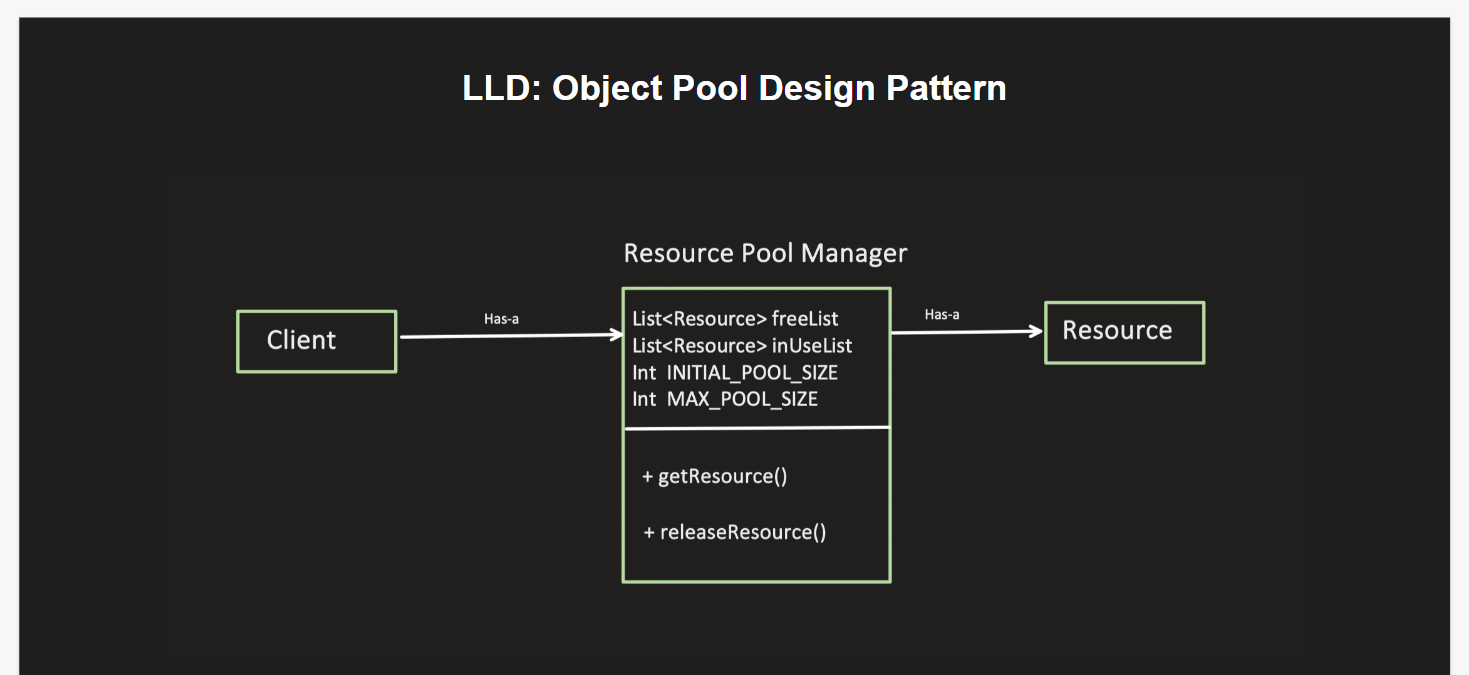 LLD: Object Pool Design Pattern
Resource Pool Manager
Client
Has-a
List<Resource> freeList
List<Resource> inUseList
Int INITIAL_POOL_SIZE
Int MAX_POOL_SIZE
+ getResource()
+ releaseResource()
Has-a
Resource